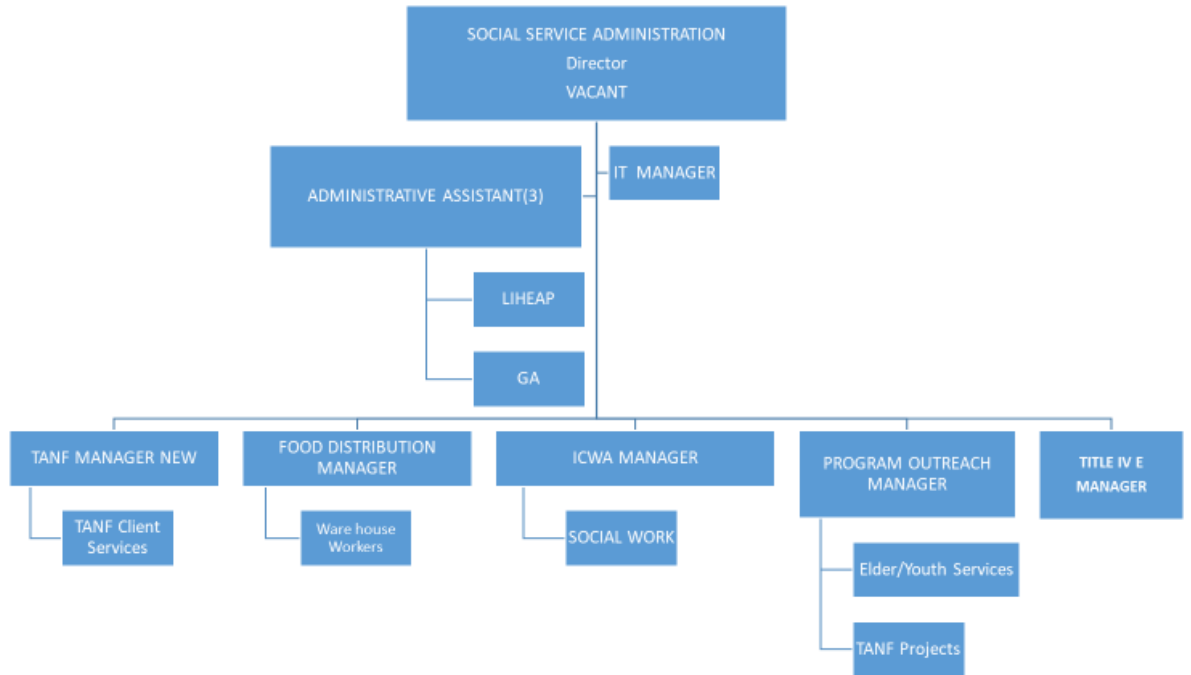 SOCIAL SERVICE ADMINISTRATION
Director
VACANT
IT MANAGER
ADMINISTRATIVE ASSISTANT(3)
LIHEAP
GA
TANF MANAGER NEW
FOOD DISTRIBUTION
MANAGER
ICWA MANAGER
PROGRAM OUTREACH
MANAGER
TITLE IV E
MANAGER
TANF Client
Services
Ware house
Workers
SOCIAL WORK
Elder/Youth Services
TANF Projects